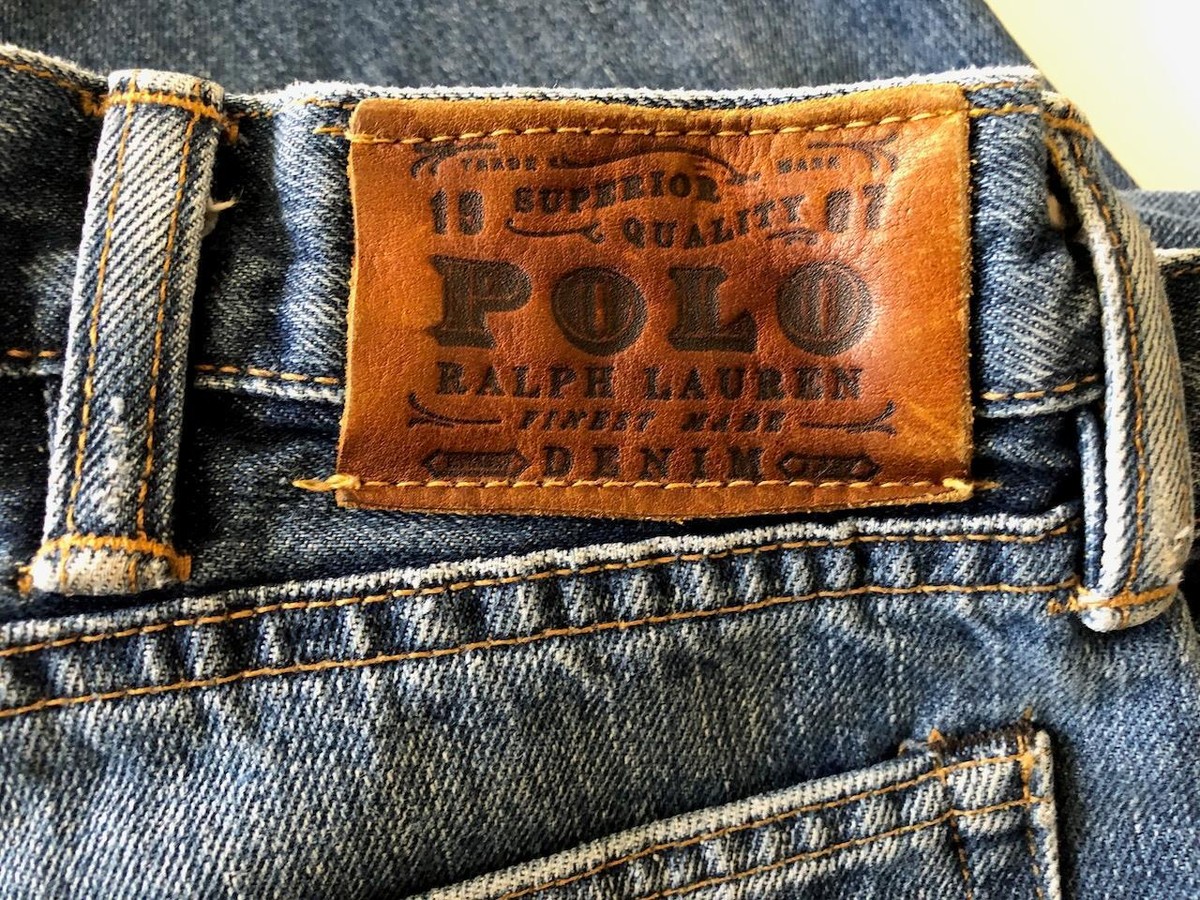 TRADE MARK
19 SUPERIOR 67
QUALITY
POLO
RALPH LAUREN
FINEST MADE
DENIM